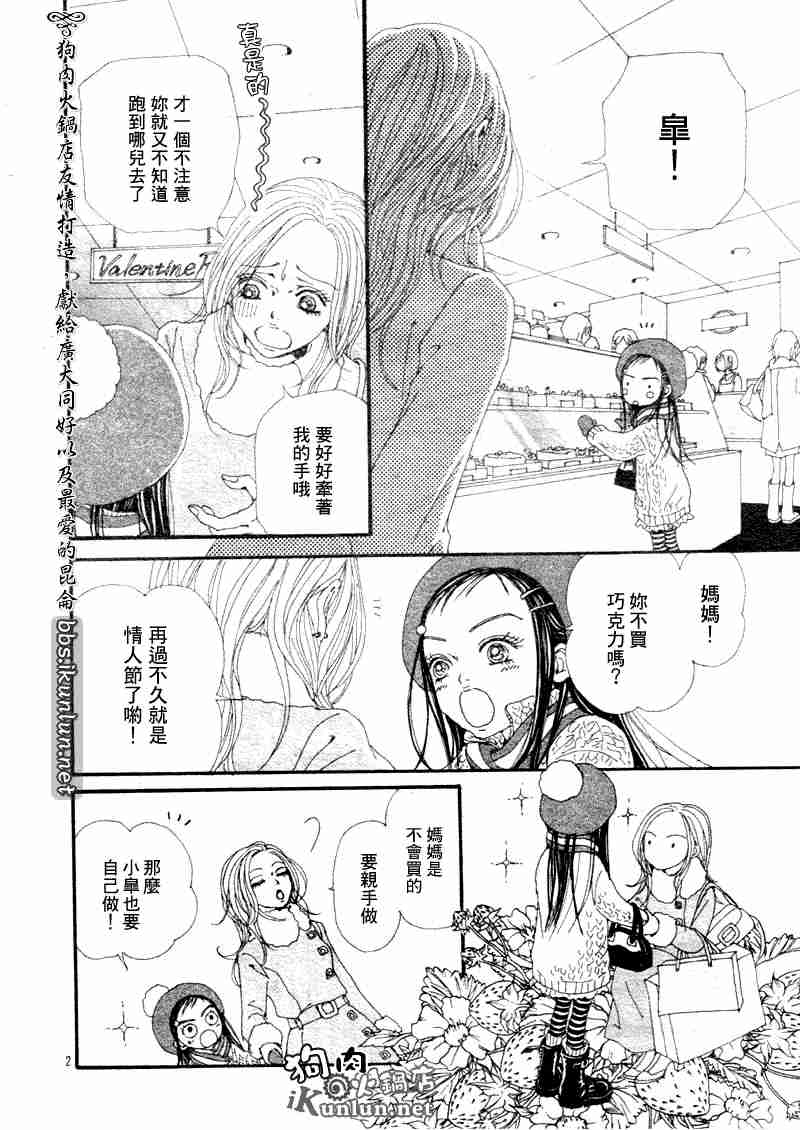 皐！
真是的
才一個不注意
妳就又不知道
跑到哪兒去了
Valentine F
要好好牽著
我的手哦
媽媽！
妳不買
巧克力嗎？
再過不久就是
情人節了喲！
媽媽是
不會買的
要親手做
那麼
小皐也要
自己做！
2
狗肉火鍋店友情打造，獻給廣大同好以及最愛的昆侖
bbs.ikunlun.net
狗肉
火鍋店
iKunlun.net